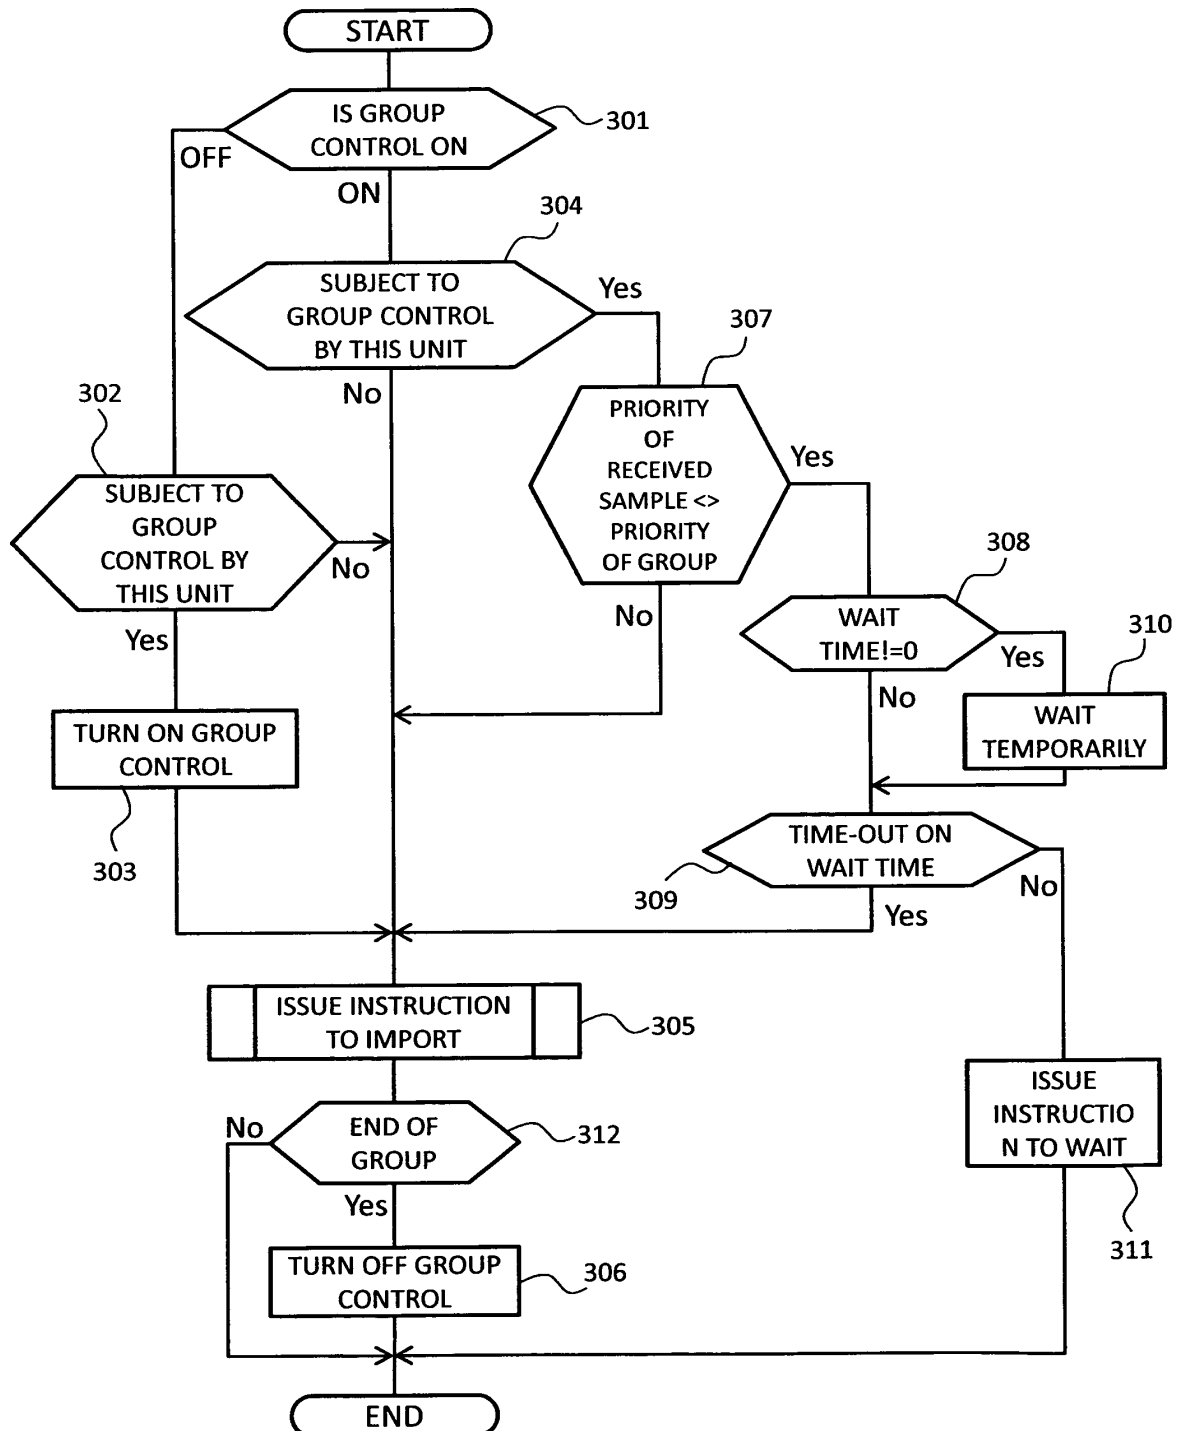 START
IS GROUP
CONTROL ON
301
OFF
ON
304
SUBJECT TO
GROUP CONTROL
BY THIS UNIT
Yes
No
307
302
PRIORITY
OF
RECEIVED
SAMPLE <>
PRIORITY
OF GROUP
Yes
No
SUBJECT TO
GROUP
CONTROL BY
THIS UNIT
No
Yes
308
WAIT
TIME!=0
Yes
No
310
WAIT
TEMPORARILY
TURN ON GROUP
CONTROL
303
TIME-OUT ON
WAIT TIME
309
No
Yes
ISSUE INSTRUCTION
TO IMPORT
305
ISSUE
INSTRUCTIO
N TO WAIT
311
No
END OF
GROUP
312
Yes
TURN OFF GROUP
CONTROL
306
END